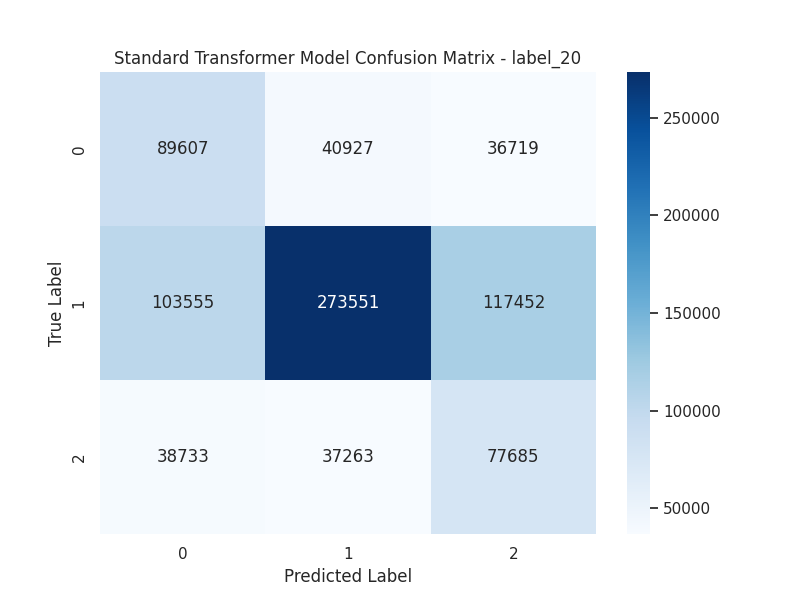 Standard Transformer Model Confusion Matrix - label_20
True Label
0 89607 40927 36719
1 103555 273551 117452
2 38733 37263 77685
0 1 2
Predicted Label
250000
200000
150000
100000
50000